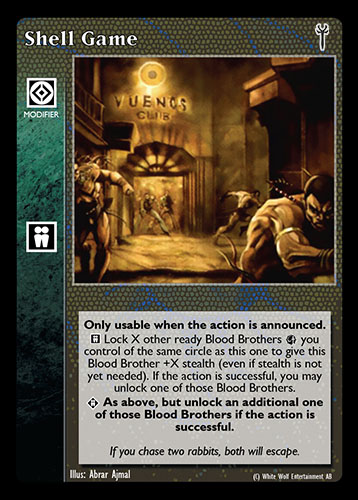 Shell Game
MODIFIER
VUENOS
CLUB
Only usable when the action is announced.
Lock X other ready Blood Brothers you
control of the same circle as this one to give this
Blood Brother +X stealth (even if stealth is not
yet needed). If the action is successful, you may
unlock one of those Blood Brothers.
As above, but unlock an additional one
of those Blood Brothers if the action is
successful.
If you chase two rabbits, both will escape.
Illus: Abrar Ajmal
(C) White Wolf Entertainment AB